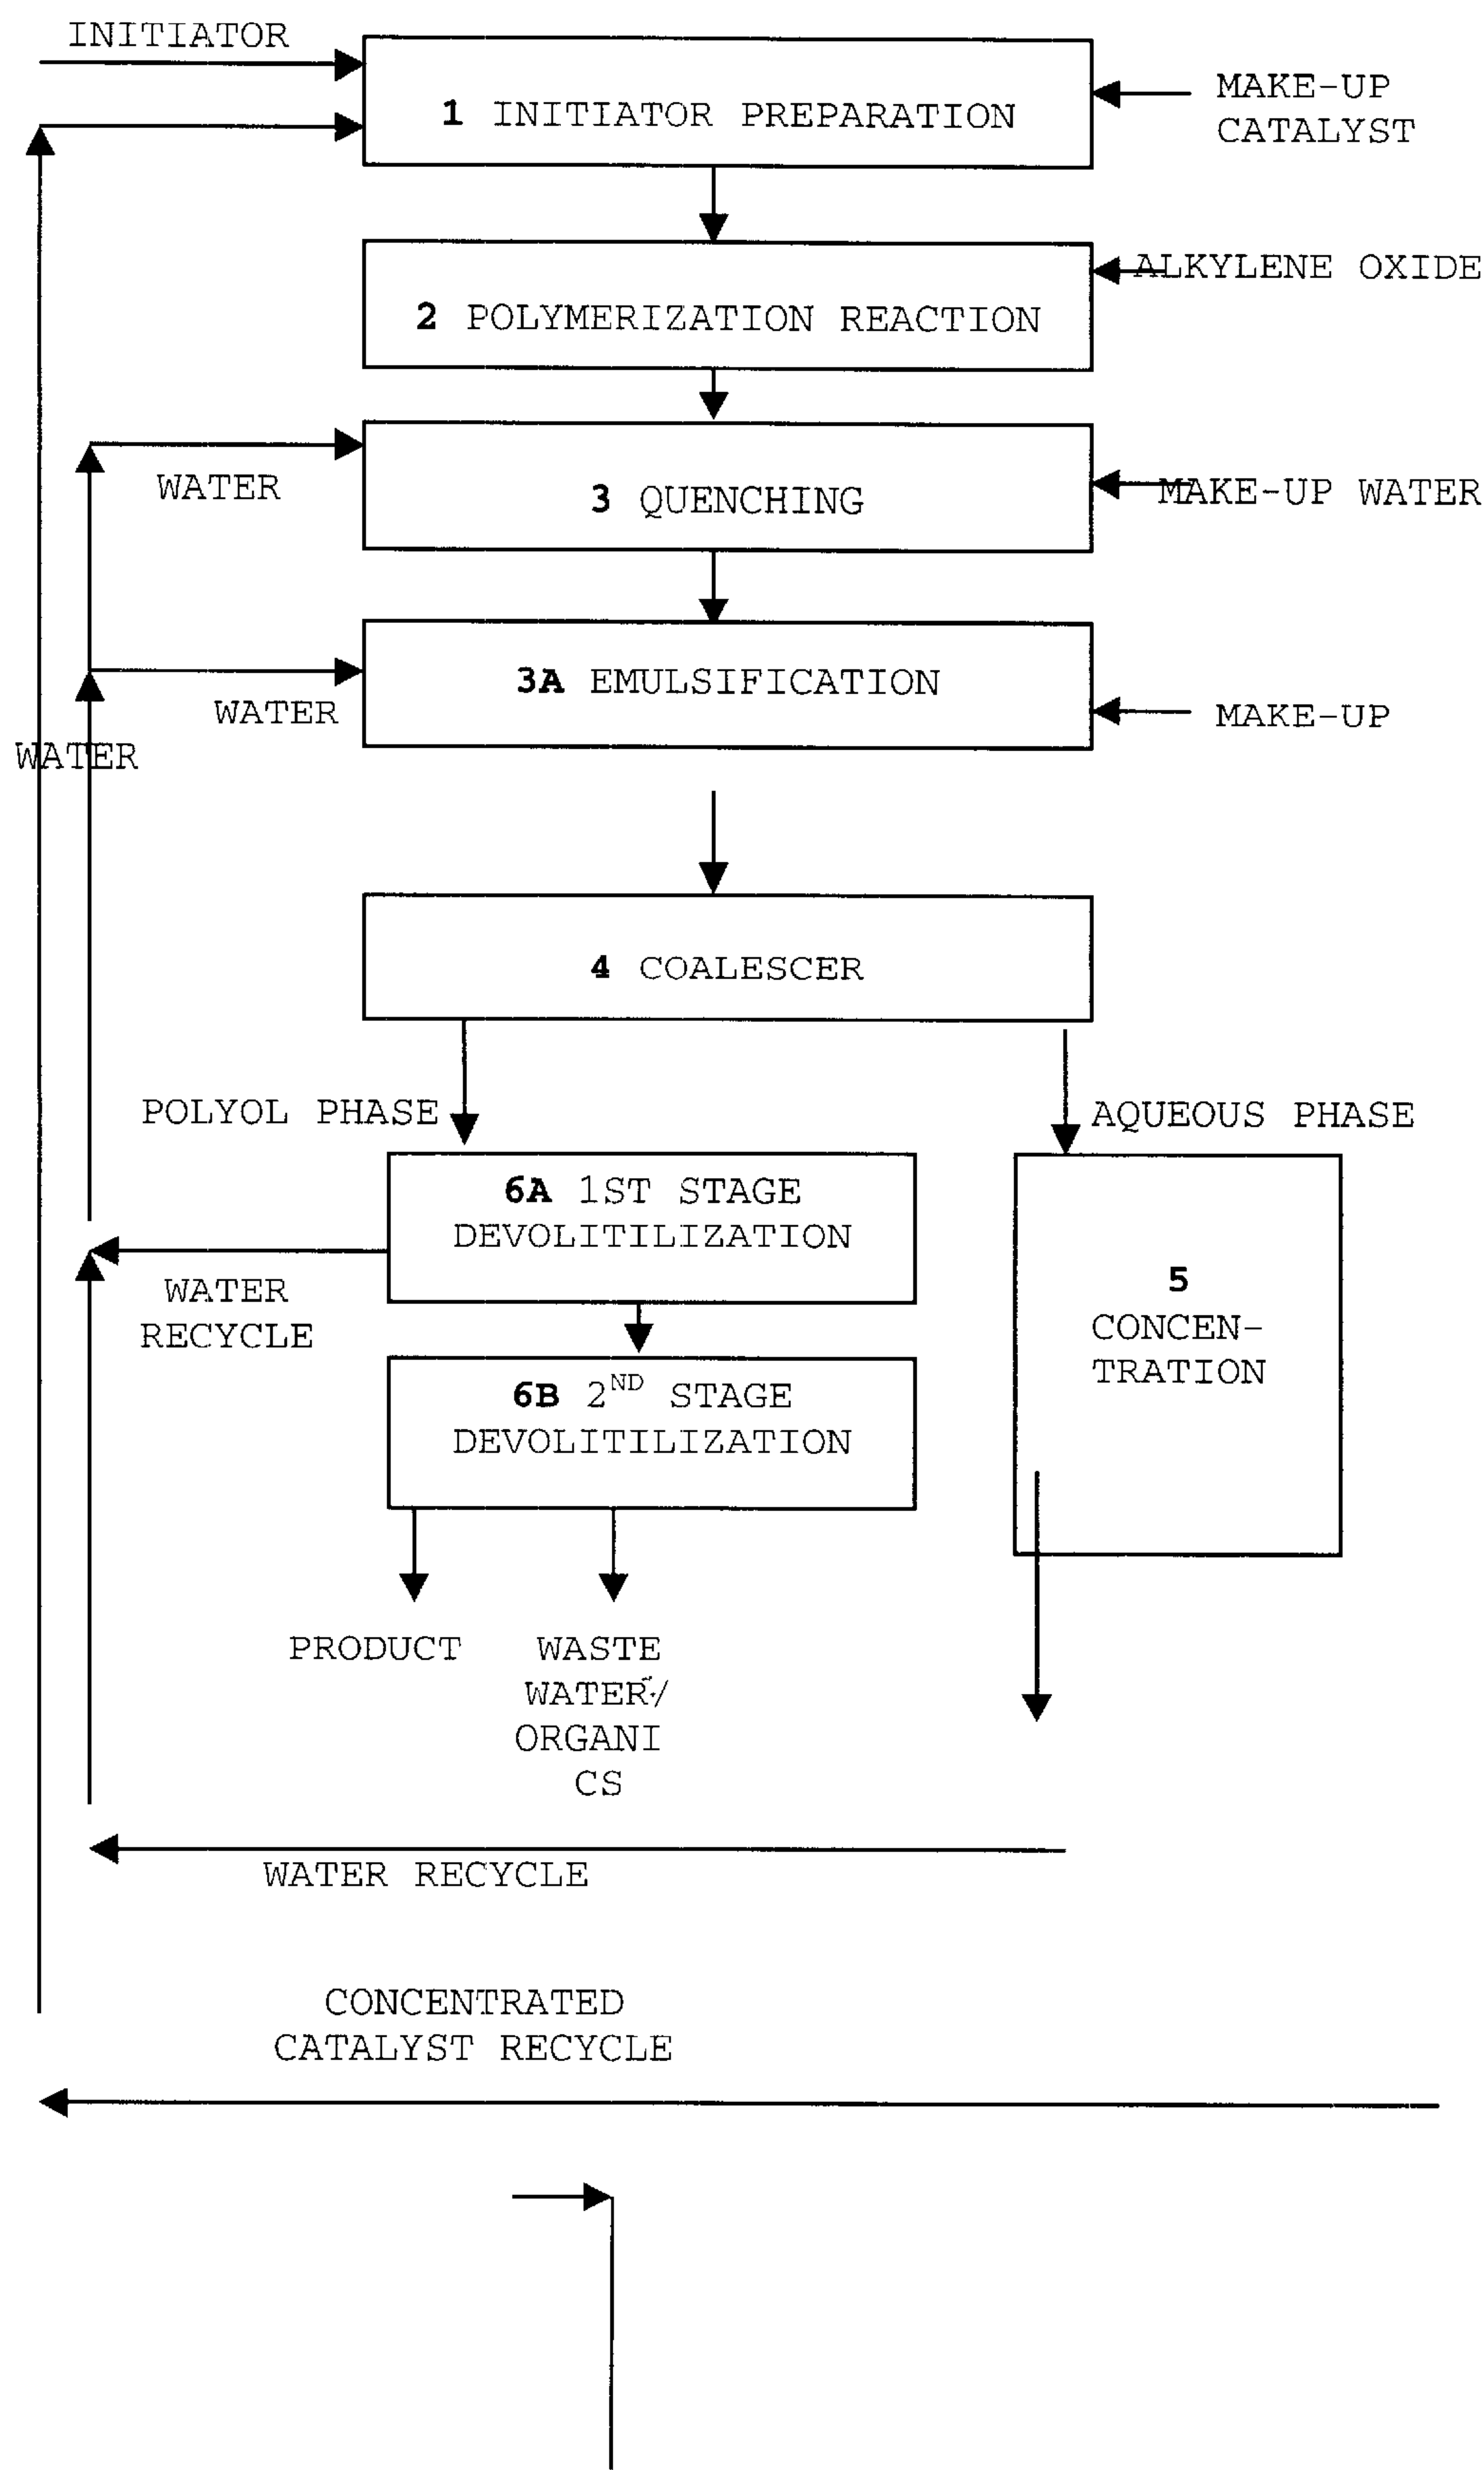 INITIATOR
1 INITIATOR PREPARATION
MAKE-UP
CATALYST
ALKYLENE OXIDE
2 POLYMERIZATION REACTION
WATER
3 QUENCHING
MAKE-UP WATER
3A EMULSIFICATION
WATER
MAKE-UP
WATER
4 COALESCER
POLYOL PHASE
AQUEOUS PHASE
6A 1ST STAGE
DEVOLITILIZATION
WATER
RECYCLE
5
CONCEN-
TRATION
6B 2ND STAGE
DEVOLITILIZATION
PRODUCT
WASTE
WATER/
ORGANI
CS
WATER RECYCLE
CONCENTRATED
CATALYST RECYCLE